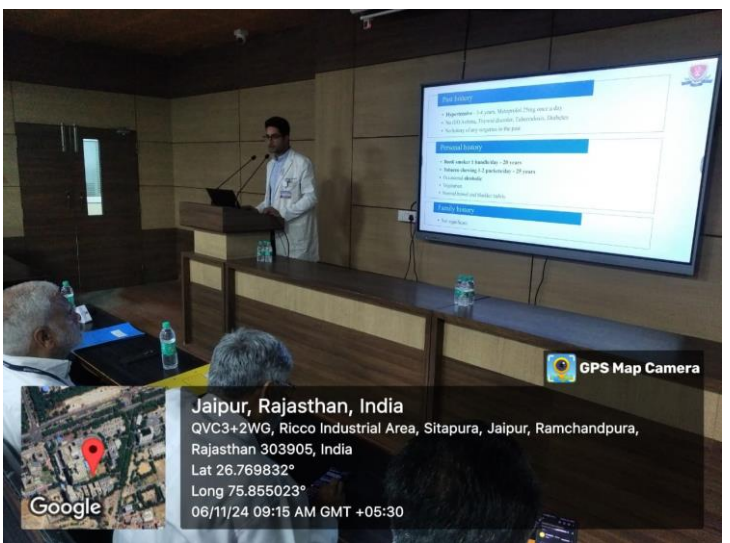 Past history
Hypertensive - 3-4 years, Metoprolol 25mg once a day
No H/O Asthma, Thyroid disorder, Tuberculosis, Diabetes
No history of any surgeries in the past
Personal history
1 bundle/day - 20 years
Tobacco chewing 1-2 packets/day - 20 years
Occasional alcoholic
Vegetarian
Normal bowel and bladder habits
Family history
Not significant
GPS Map Camera
Jaipur, Rajasthan, India
QVC3+2WG, Ricco Industrial Area, Sitapura, Jaipur, Ramchandpura,
Rajasthan 303905, India
Lat 26.769832°
Long 75.855023°
06/11/24 09:15 AM GMT +05:30
Google